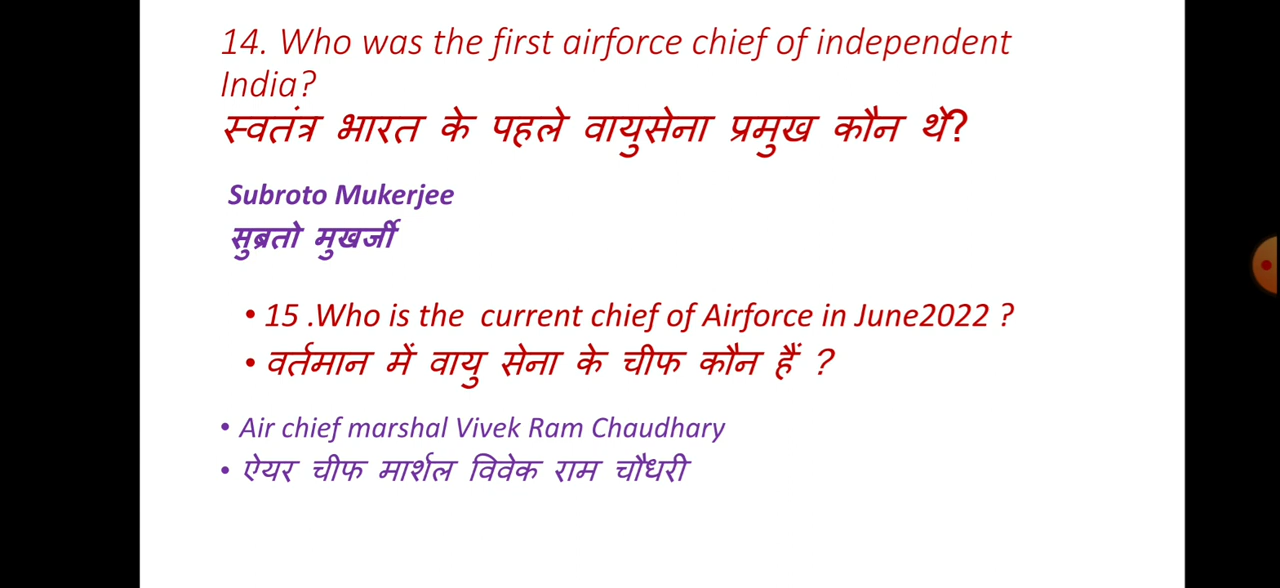 14. Who was the first airforce chief of independent
India?
स्वतंत्र भारत के पहले वायुसेना प्रमुख कौन थे?
Subroto Mukerjee
सुब्रतो मुखर्जी
• 15 .Who is the current chief of Airforce in June2022 ?
• वर्तमान में वायु सेना के चीफ कौन हैं ?
• Air chief marshal Vivek Ram Chaudhary
• ऐयर चीफ मार्शल विवेक राम चौधरी